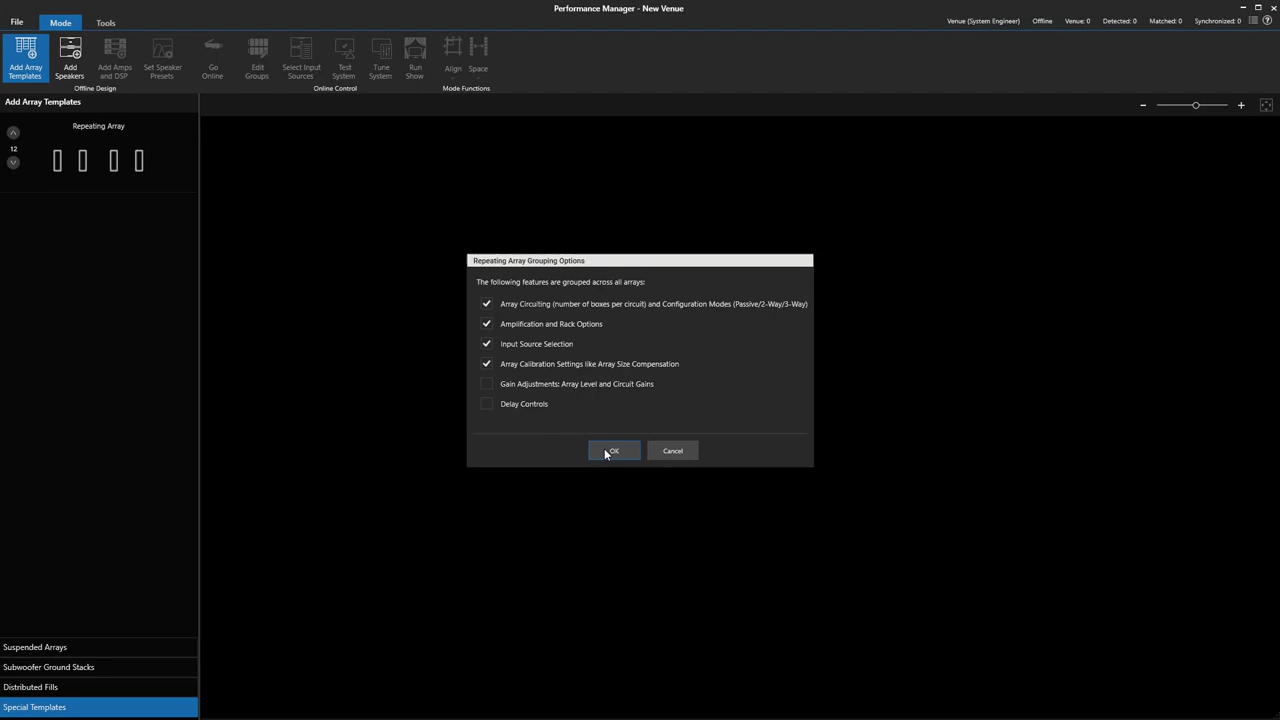 Performance Manager - New Venue
File
Mode
Tools
Venue (System Engineer)
Offline
Venue: 0
Detected: 0
Matched: 0
Synchronized: 0
Add Array Templates
Add Speakers
Add Amps and DSP
Set Speaker Presets
Go Online
Edit Groups
Select Input Sources
Test System
Tune System
Run Show
Align
Space
Offline Design
Online Control
Mode Functions
Add Array Templates
Repeating Array
12
Repeating Array Grouping Options
The following features are grouped across all arrays:
Array Circuiting (number of boxes per circuit) and Configuration Modes (Passive/2-Way/3-Way)
Amplification and Rack Options
Input Source Selection
Array Calibration Settings like Array Size Compensation
Gain Adjustments: Array Level and Circuit Gains
Delay Controls
OK
Cancel
Suspended Arrays
Subwoofer Ground Stacks
Distributed Fills
Special Templates